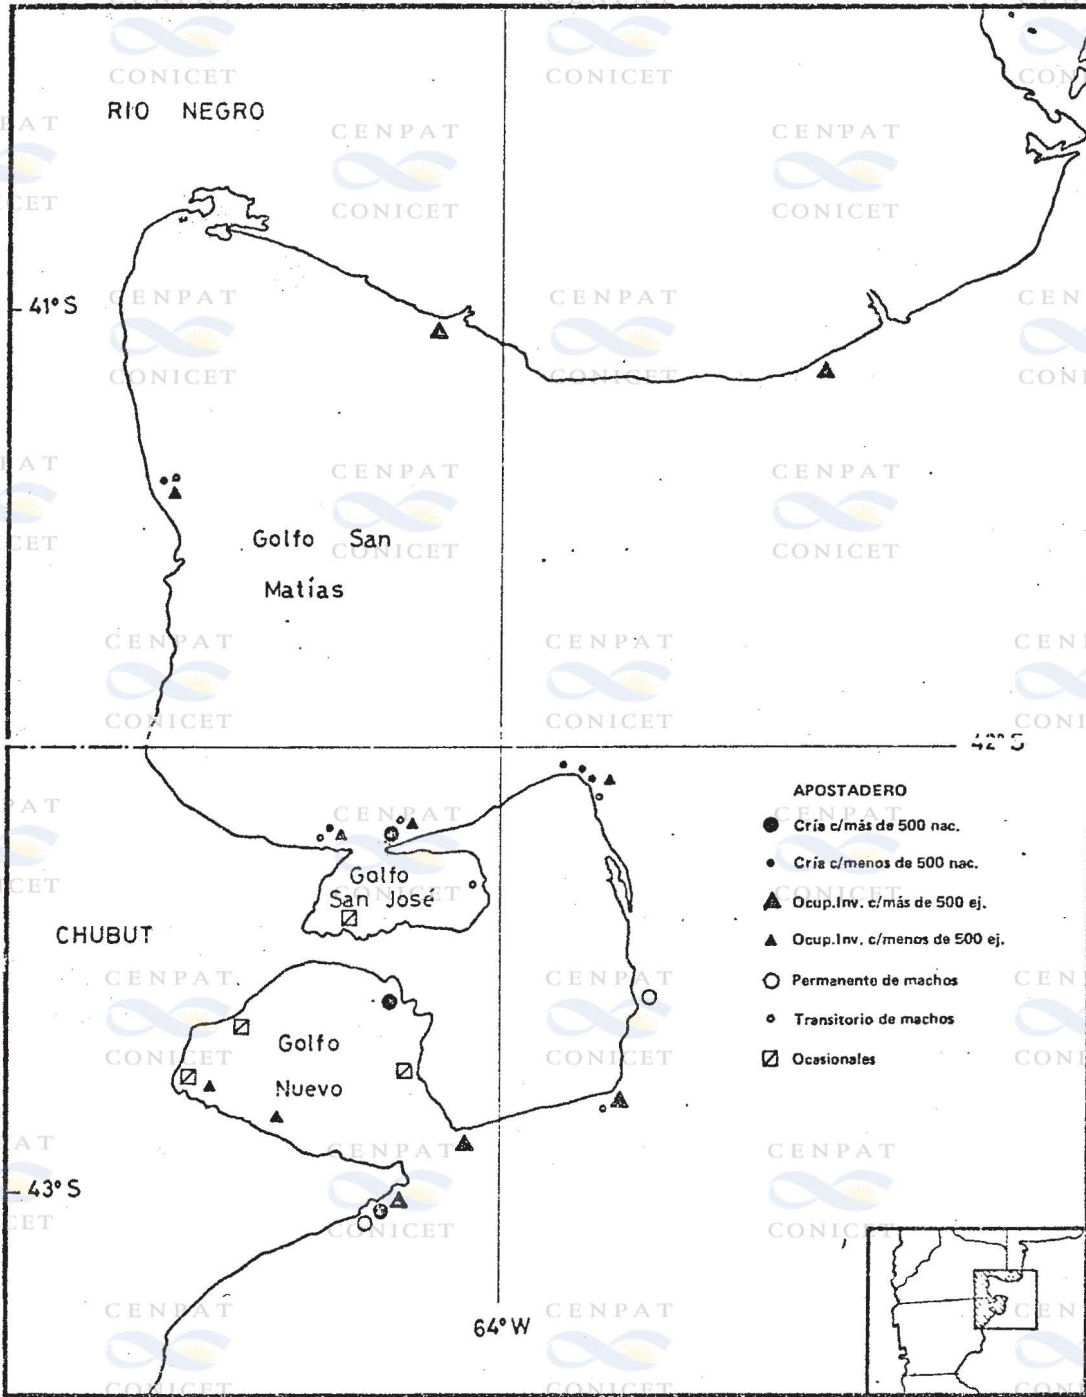 RIO NEGRO
41°S
Golfo San
Matías
42°S
APOSTADERO
Cría c/más de 500 nac.
Cría c/menos de 500 nac.
Ocup.Inv. c/más de 500 ej.
Ocup.Inv. c/menos de 500 ej.
Permanente de machos
Transitorio de machos
Ocasionales
Golfo
San José
CHUBUT
Golfo
Nuevo
43°S
64°W
CENPAT
CONICET